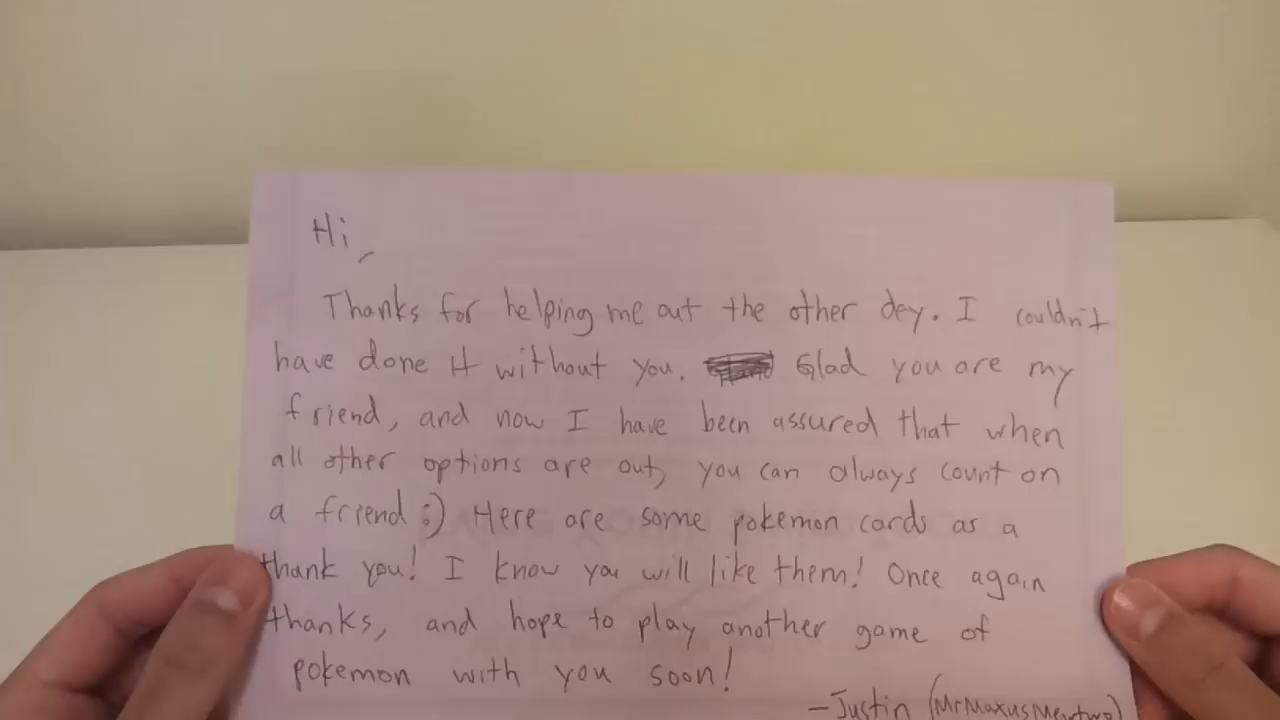 Hi,
Thanks for helping me out the other day. I couldn't
have done it without you. Glad you are my
friend, and now I have been assured that when
all other options are out, you can always count on
a friend :) Here are some pokemon cards as a
thank you! I know you will like them! Once again
thanks, and hope to play another game of
pokemon with you soon!
-Justin (MrMaxusMewtwo)